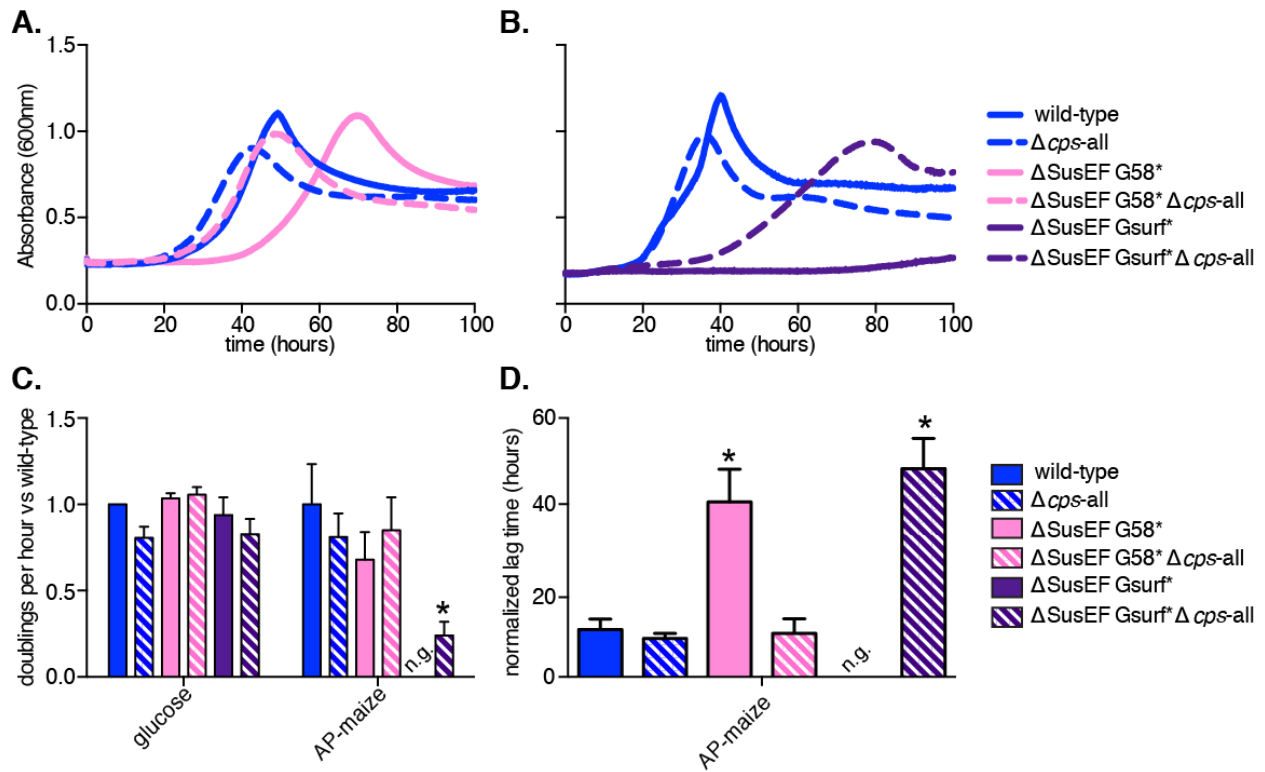 A.
1.5
1.0
0.5
0.0
Absorbance (600nm)
0 20 40 60 80 100
time (hours)
B.
0 20 40 60 80 100
time (hours)
wild-type
Δcps-all
ΔSusEF G58*
ΔSusEF G58* Δcps-all
ΔSusEF Gsurf*
ΔSusEF Gsurf* Δcps-all
C.
1.5
1.0
0.5
0.0
doublings per hour vs wild-type
*
n.g.
glucose
AP-maize
D.
60
40
20
0
normalized lag time (hours)
*
*
n.g.
AP-maize
wild-type
Δcps-all
ΔSusEF G58*
ΔSusEF G58* Δcps-all
ΔSusEF Gsurf*
ΔSusEF Gsurf* Δcps-all